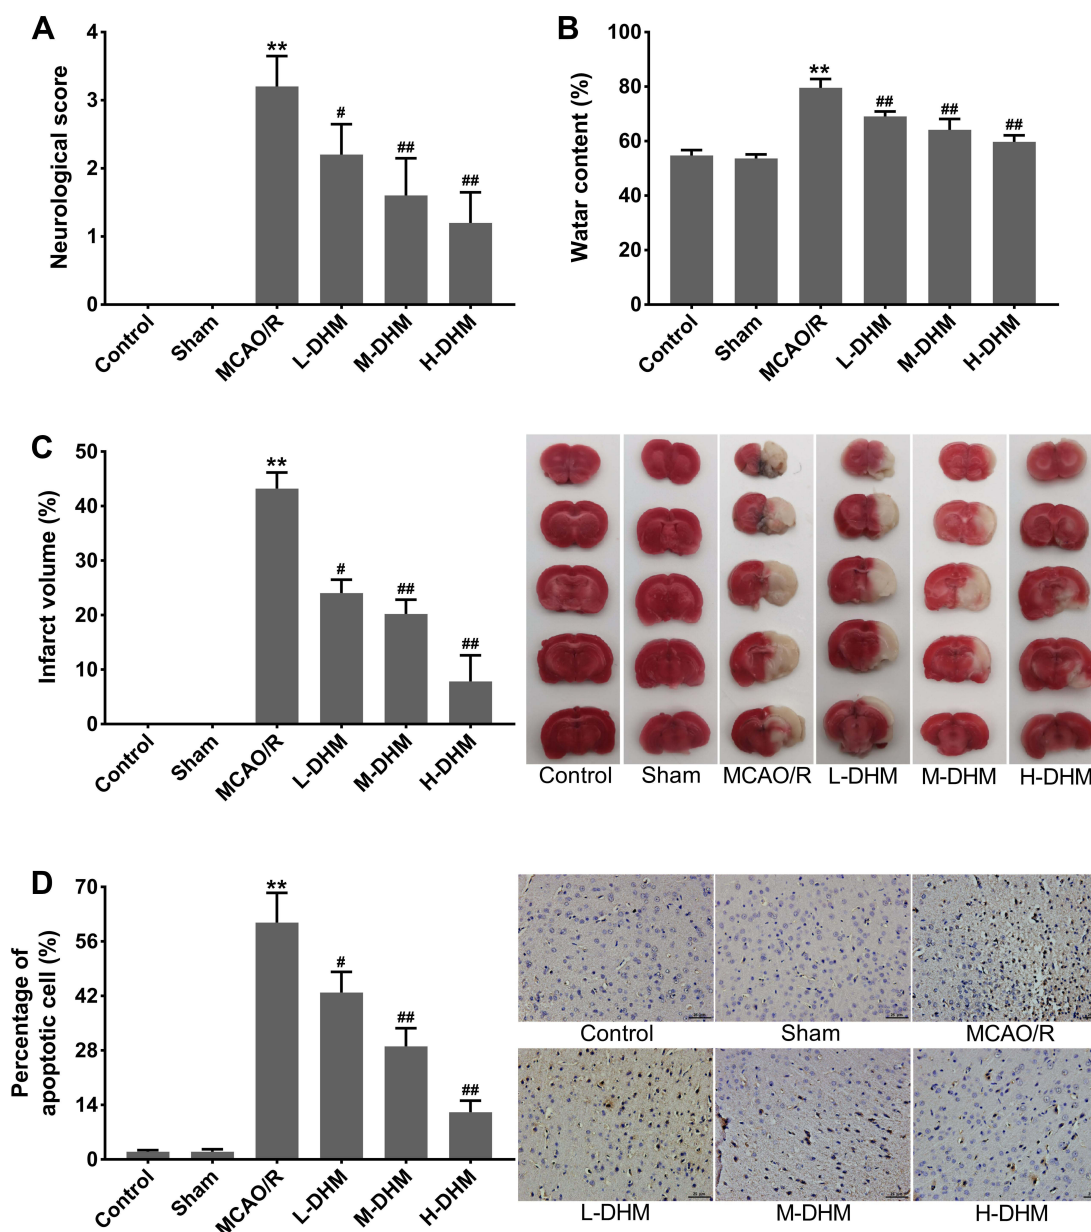 A
Neurological score
4
3
2
1
0
**
#
##
##
Control
Sham
MCAO/R
L-DHM
M-DHM
H-DHM
B
Watar content (%)
100
80
60
40
20
0
**
##
##
##
Control
Sham
MCAO/R
L-DHM
M-DHM
H-DHM
C
Infarct volume (%)
50
40
30
20
10
0
**
#
##
##
Control
Sham
MCAO/R
L-DHM
M-DHM
H-DHM
Control
Sham
MCAO/R
L-DHM
M-DHM
H-DHM
D
Percentage of
apoptotic cell (%)
70
56
42
28
14
0
**
#
##
##
Control
Sham
MCAO/R
L-DHM
M-DHM
H-DHM
Control
Sham
MCAO/R
L-DHM
M-DHM
H-DHM